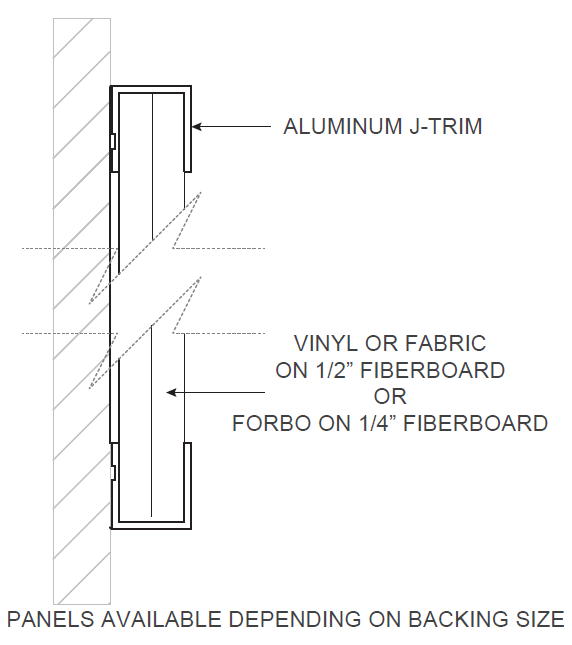 ALUMINUM J-TRIM
VINYL OR FABRIC
ON 1/2” FIBERBOARD
OR
FORBO ON 1/4” FIBERBOARD
PANELS AVAILABLE DEPENDING ON BACKING SIZE